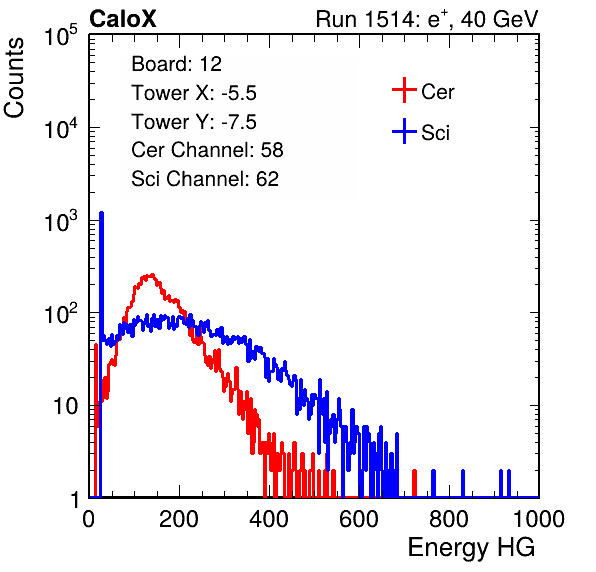 CaloX Run 1514: e⁺, 40 GeV
Counts
Board: 12
Tower X: -5.5
Tower Y: -7.5
Cer Channel: 58
Sci Channel: 62
Cer
Sci
10⁵
10⁴
10³
10²
10
1
0 200 400 600 800 1000
Energy HG